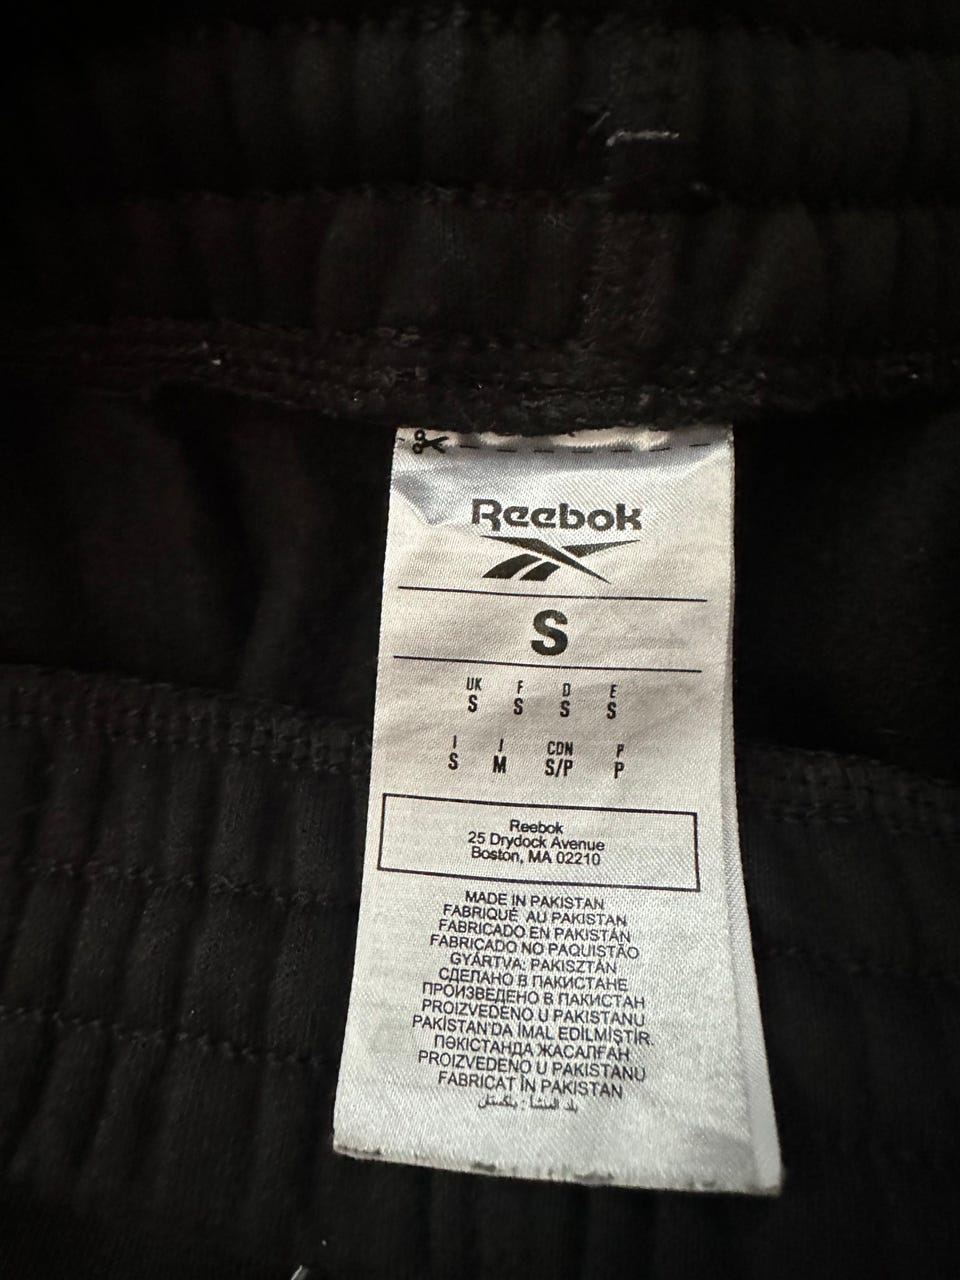 Reebok
S
UK F D E
S S S S
I J CDN P
S M S/P P
Reebok
25 Drydock Avenue
Boston, MA 02210
MADE IN PAKISTAN
FABRIQUÉ AU PAKISTAN
FABRICADO EN PAKISTÁN
FABRICADO NO PAQUISTÃO
GYÁRTVA: PAKISZTÁN
СДЕЛАНО В ПАКИСТАНЕ
ПРОИЗВЕДЕНО В ПАКИСТАН
PROIZVEDENO U PAKISTANU
PAKİSTAN'DA İMAL EDİLMİŞTİR.
ПӘКІСТАНДА ЖАСАЛҒАН
PROIZVEDENO U PAKISTANU
FABRICAT ÎN PAKISTAN
بلد المنشأ : باكستان